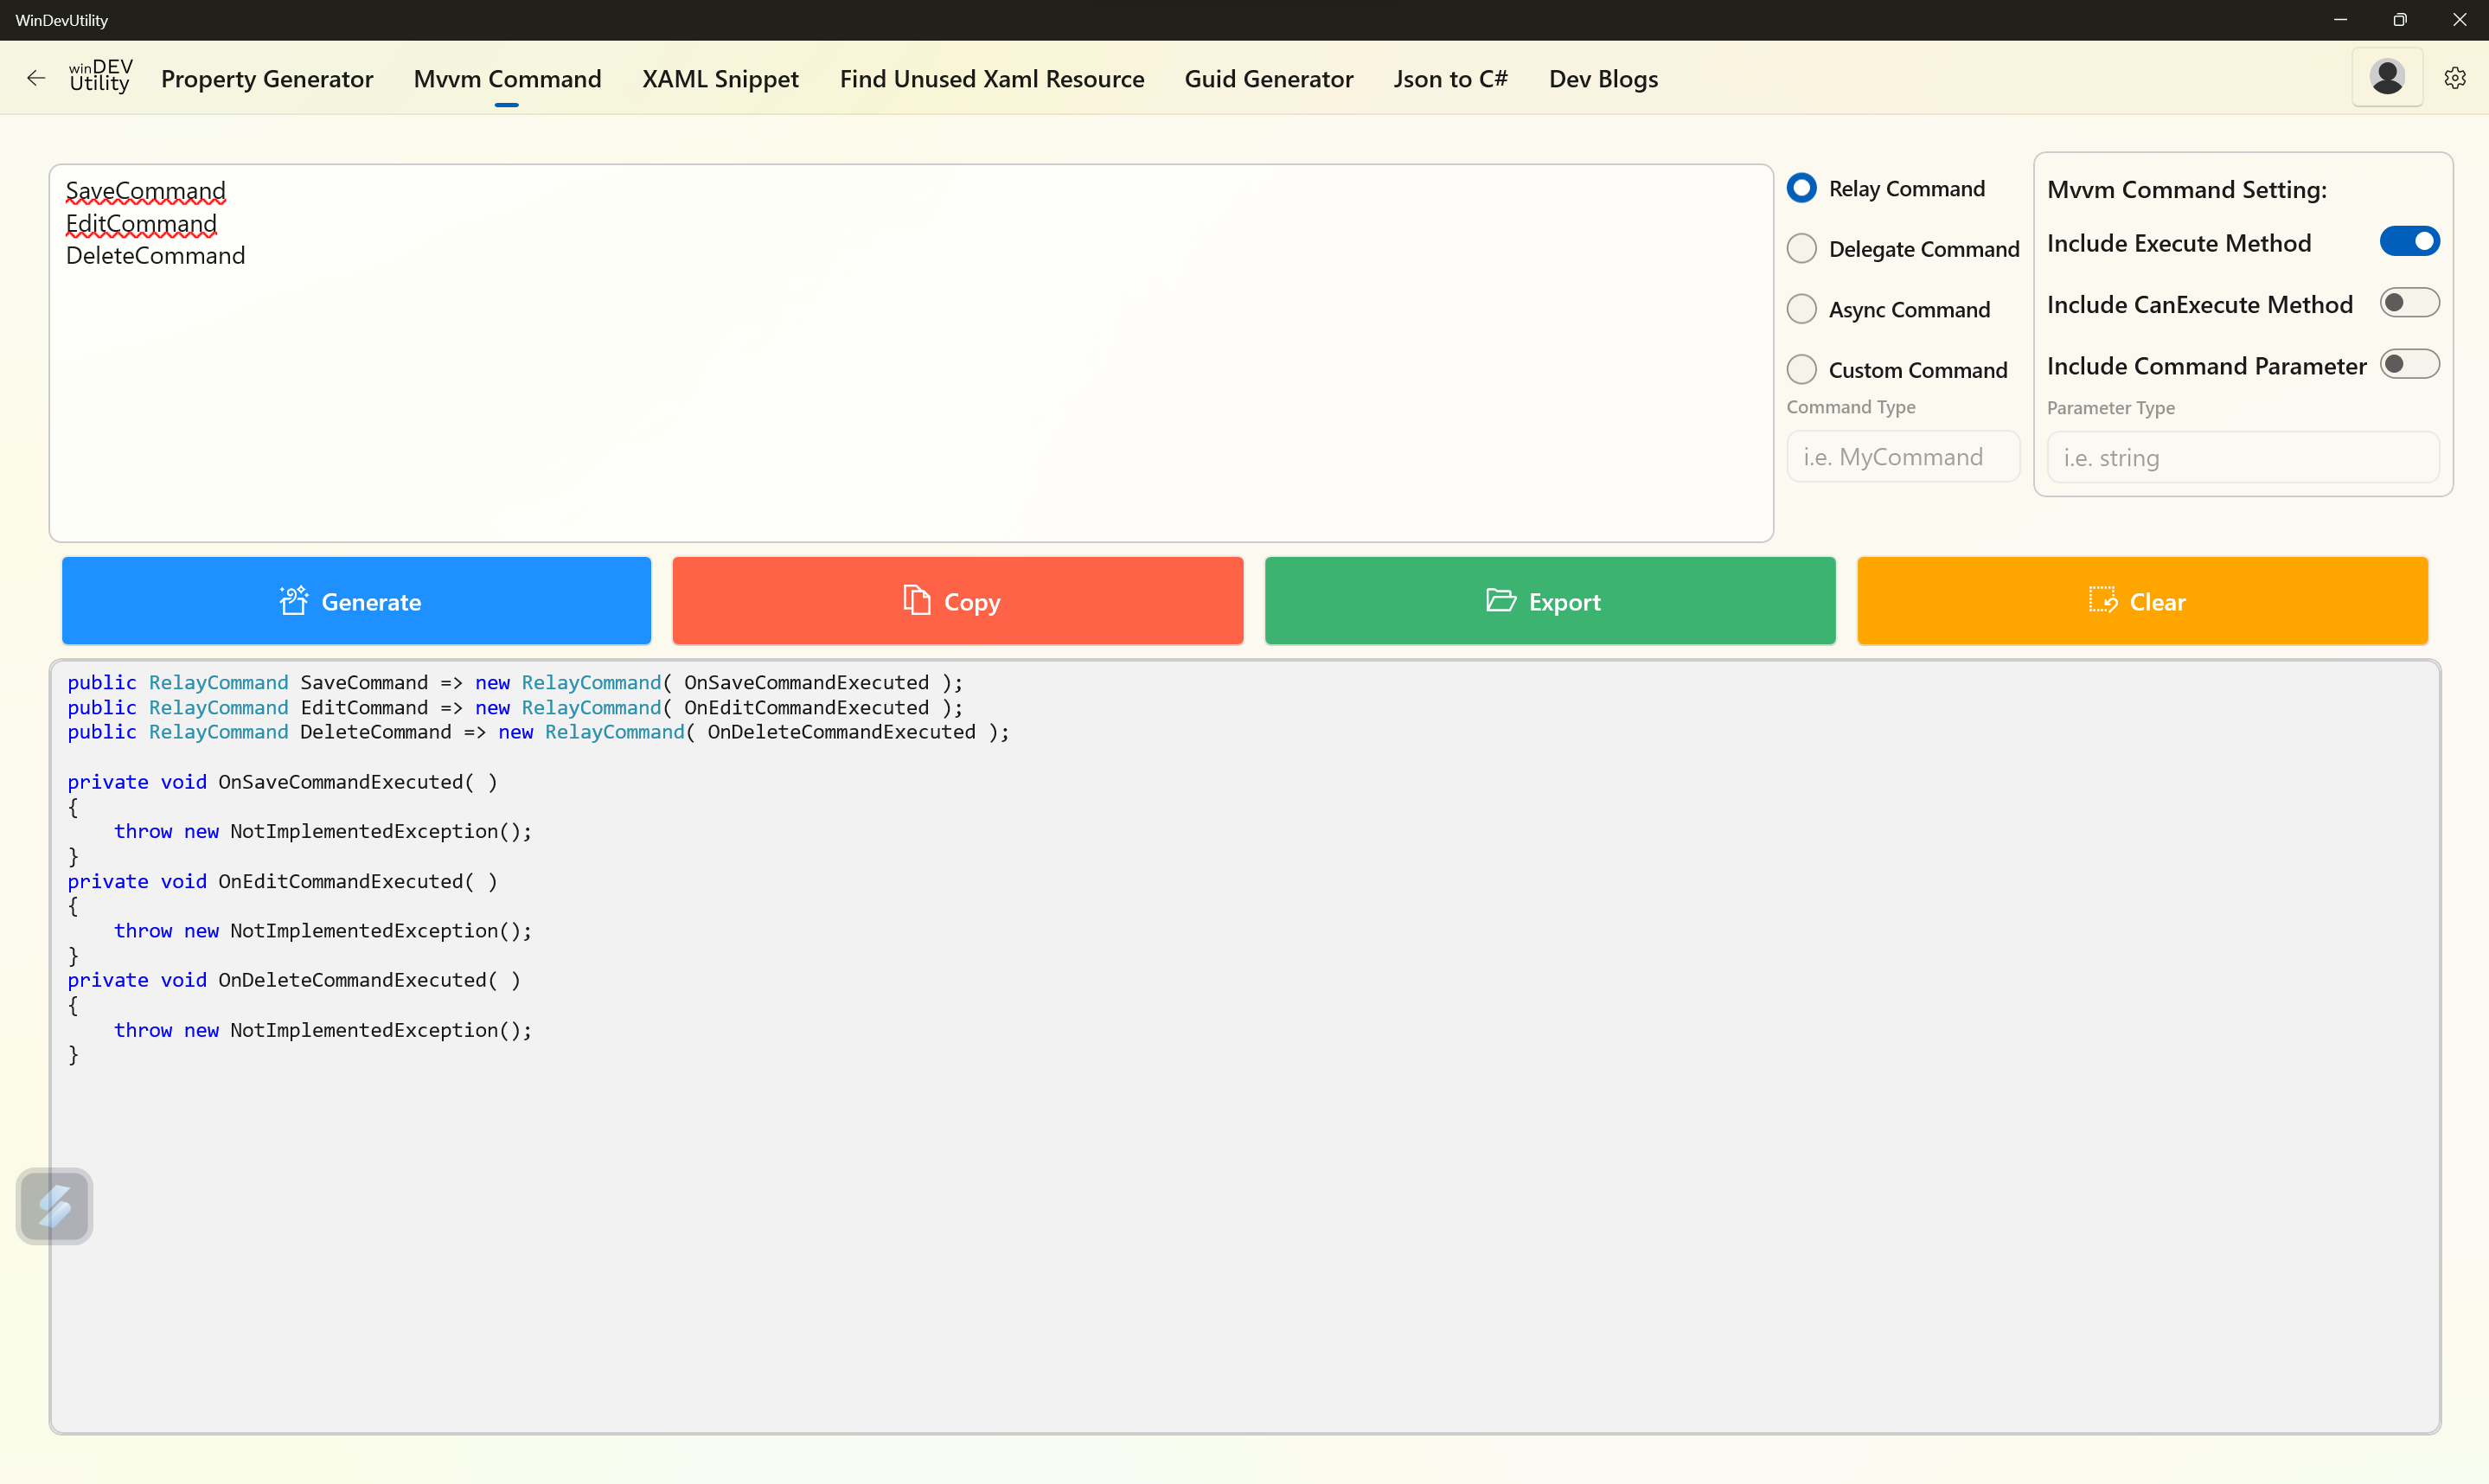 WinDevUtility
winDEV
Utility
Property Generator
Mvvm Command
XAML Snippet
Find Unused Xaml Resource
Guid Generator
Json to C#
Dev Blogs
SaveCommand
EditCommand
DeleteCommand
Relay Command
Delegate Command
Async Command
Custom Command
Command Type
i.e. MyCommand
Mvvm Command Setting:
Include Execute Method
Include CanExecute Method
Include Command Parameter
Parameter Type
i.e. string
Generate
Copy
Export
Clear
public RelayCommand SaveCommand => new RelayCommand( OnSaveCommandExecuted );
public RelayCommand EditCommand => new RelayCommand( OnEditCommandExecuted );
public RelayCommand DeleteCommand => new RelayCommand( OnDeleteCommandExecuted );
private void OnSaveCommandExecuted( )
{
    throw new NotImplementedException();
}
private void OnEditCommandExecuted( )
{
    throw new NotImplementedException();
}
private void OnDeleteCommandExecuted( )
{
    throw new NotImplementedException();
}